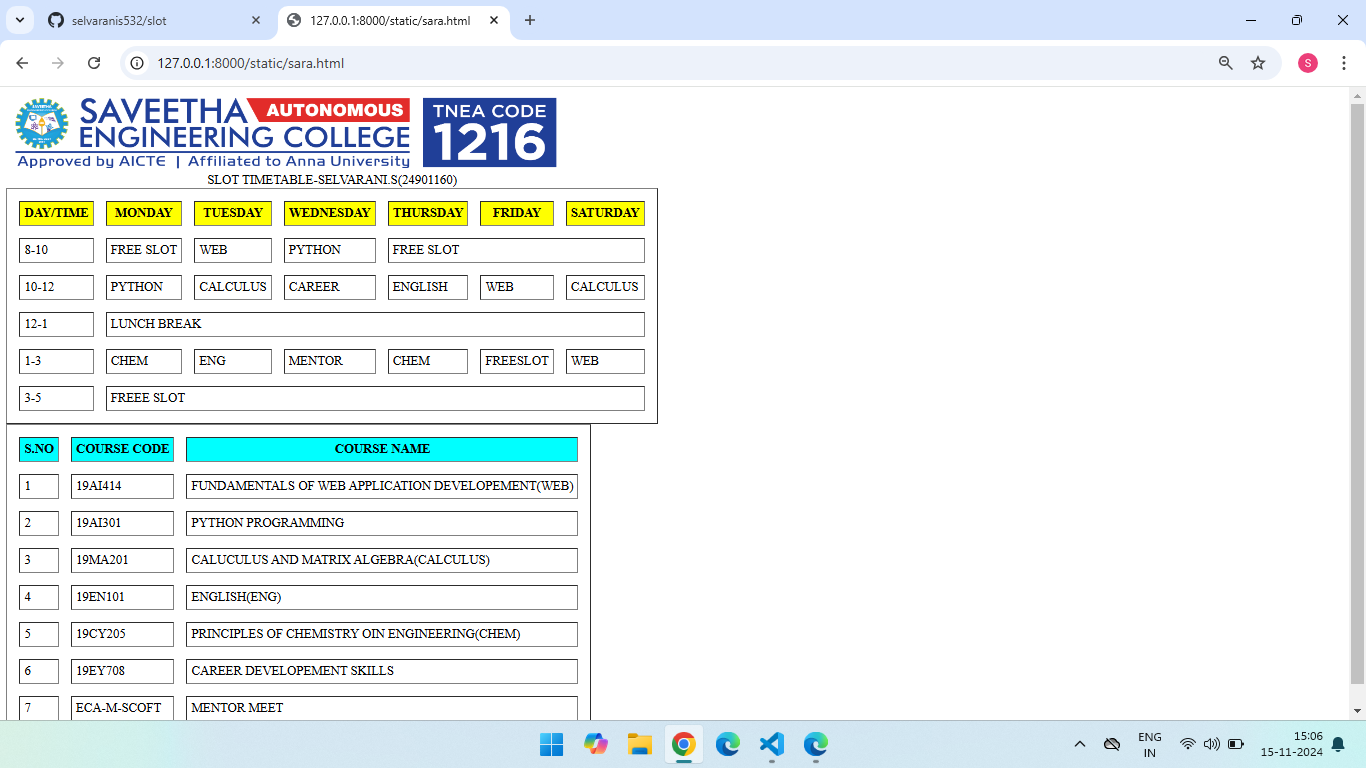 selvaranis532/slot
127.0.0.1:8000/static/sara.html
127.0.0.1:8000/static/sara.html
S
SAVEETHA AUTONOMOUS
ENGINEERING COLLEGE
Approved by AICTE | Affiliated to Anna University
TNEA CODE
1216
SLOT TIMETABLE-SELVARANI.S(24901160)
DAY/TIME MONDAY TUESDAY WEDNESDAY THURSDAY FRIDAY SATURDAY
8-10 FREE SLOT WEB PYTHON FREE SLOT
10-12 PYTHON CALCULUS CAREER ENGLISH WEB CALCULUS
12-1 LUNCH BREAK
1-3 CHEM ENG MENTOR CHEM FREESLOT WEB
3-5 FREEE SLOT
S.NO COURSE CODE COURSE NAME
1 19AI414 FUNDAMENTALS OF WEB APPLICATION DEVELOPEMENT(WEB)
2 19AI301 PYTHON PROGRAMMING
3 19MA201 CALUCULUS AND MATRIX ALGEBRA(CALCULUS)
4 19EN101 ENGLISH(ENG)
5 19CY205 PRINCIPLES OF CHEMISTRY OIN ENGINEERING(CHEM)
6 19EY708 CAREER DEVELOPEMENT SKILLS
7 ECA-M-SCOFT MENTOR MEET
ENG
IN
15:06
15-11-2024